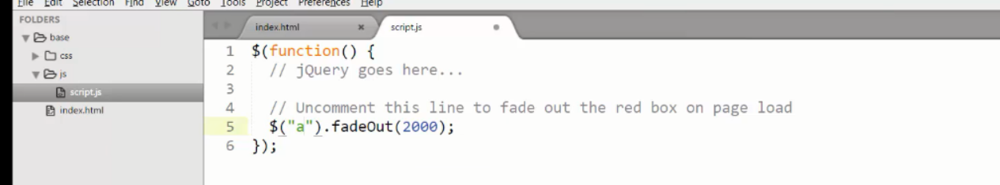 File Edit Selection Find View Goto Tools Project Preferences Help
FOLDERS
base
css
js
script.js
index.html
index.html
script.js
1 $(function() {
2 // jQuery goes here...
3
4 // Uncomment this line to fade out the red box on page load
5 $("a").fadeOut(2000);
6 });